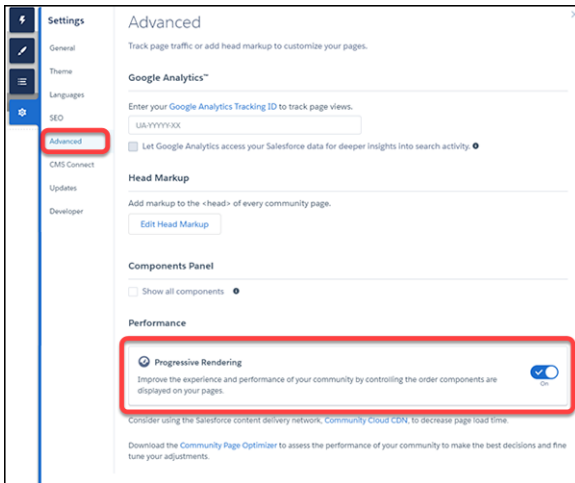 Settings
General
Theme
Languages
SEO
Advanced
CMS Connect
Updates
Developer
Advanced
Track page traffic or add head markup to customize your pages.
Google Analytics™
Enter your Google Analytics Tracking ID to track page views.
UA-YYYYY-XX
Let Google Analytics access your Salesforce data for deeper insights into search activity.
Head Markup
Add markup to the <head> of every community page.
Edit Head Markup
Components Panel
Show all components
Performance
Progressive Rendering
Improve the experience and performance of your community by controlling the order components are
displayed on your pages.
On
Consider using the Salesforce content delivery network, Community Cloud CDN, to decrease page load time.
Download the Community Page Optimizer to assess the performance of your community to make the best decisions and fine
tune your adjustments.